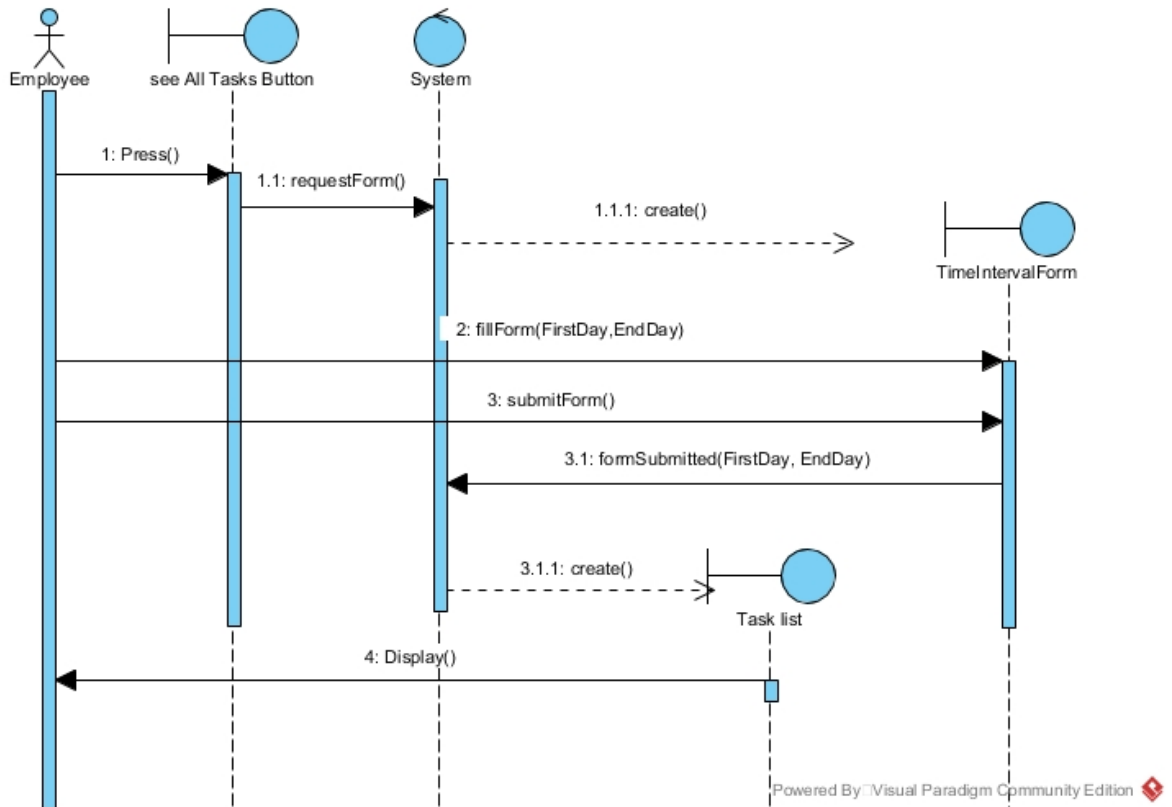 Employee
see All Tasks Button
System
1: Press()
1.1: requestForm()
1.1.1: create()
TimeIntervalForm
2: fillForm(FirstDay,EndDay)
3: submitForm()
3.1: formSubmitted(FirstDay, EndDay)
3.1.1: create()
Task list
4: Display()
Powered By Visual Paradigm Community Edition